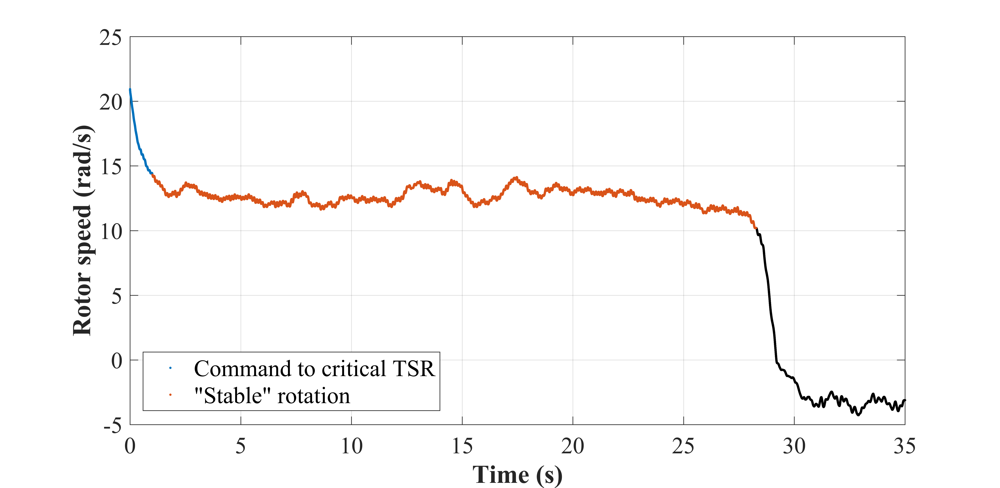 25
20
15
10
5
0
-5
Rotor speed (rad/s)
Command to critical TSR
"Stable" rotation
0 5 10 15 20 25 30 35
Time (s)